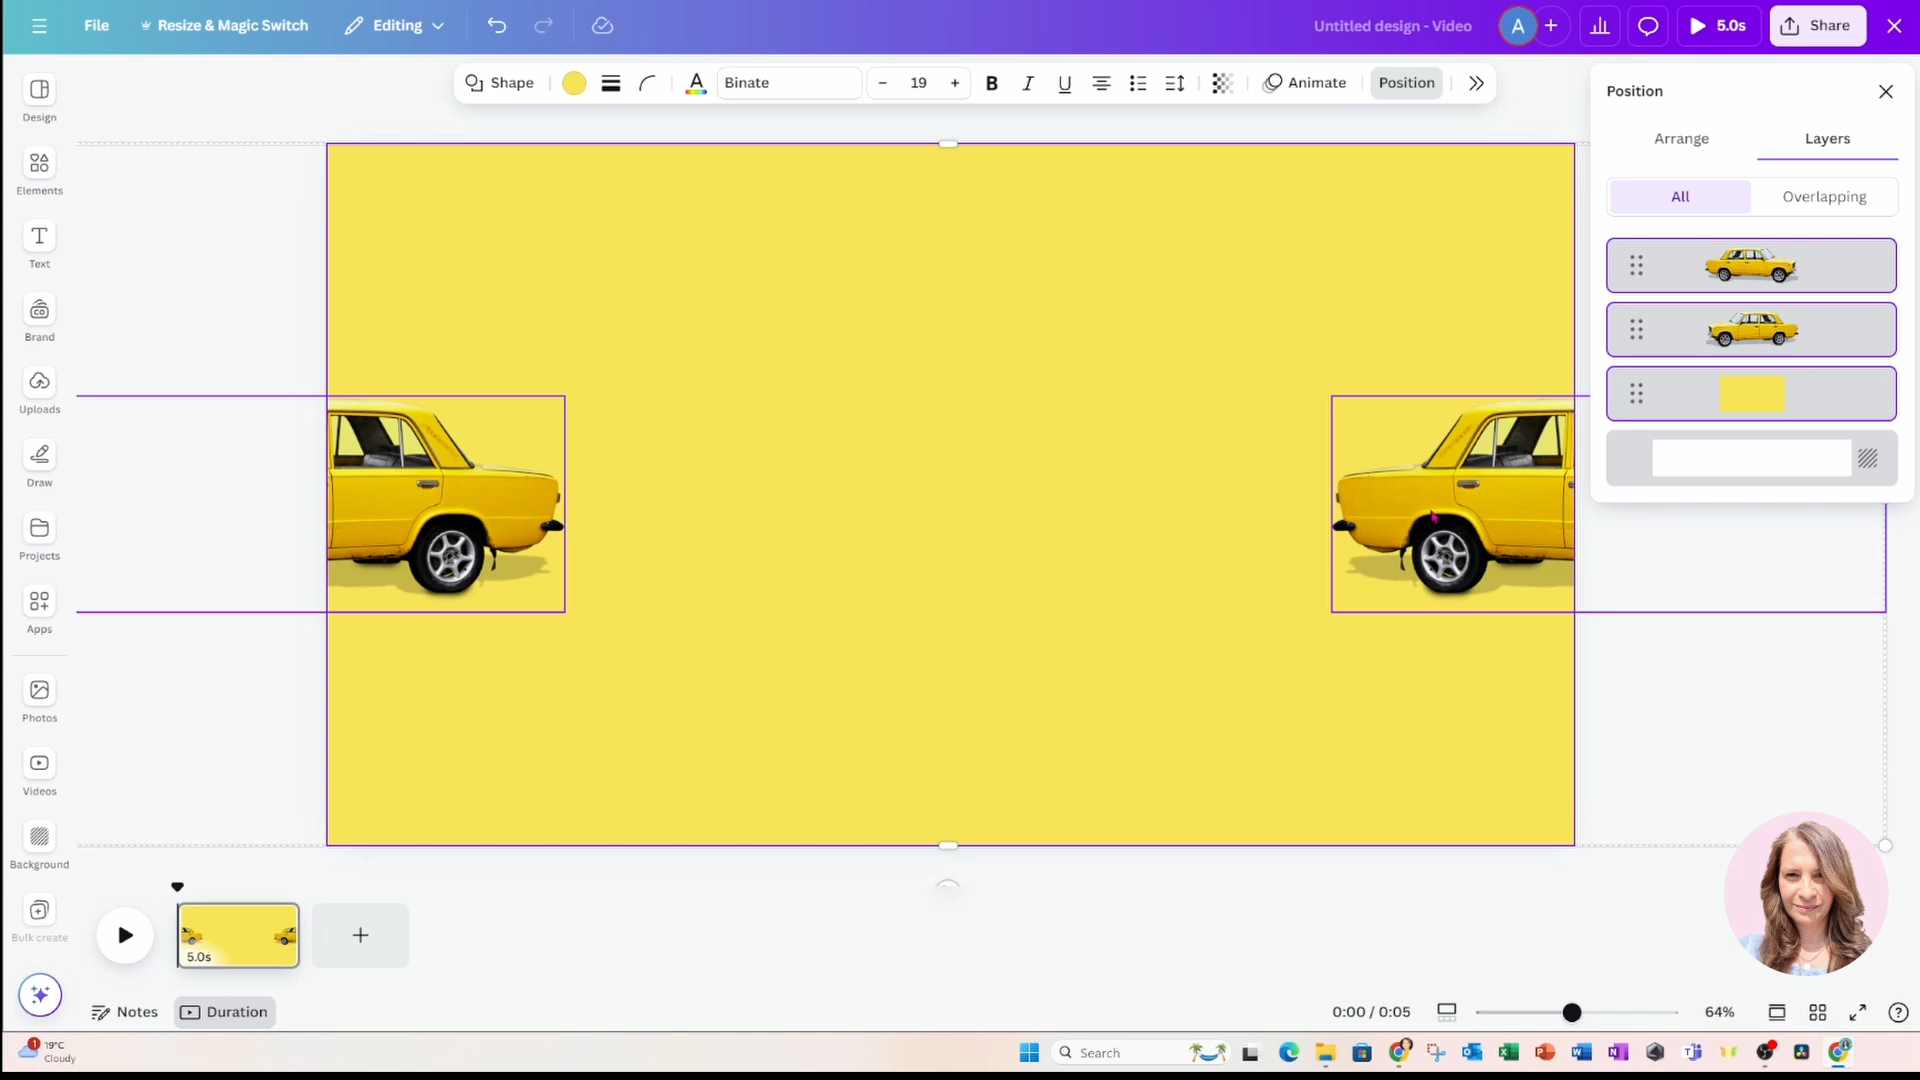 File
Resize & Magic Switch
Editing
Untitled design - Video
A
5.0s
Share
Design
Elements
Text
Brand
Uploads
Draw
Projects
Apps
Photos
Videos
Background
Bulk create
Shape
A
Binate
– 19 +
B
I
U
Animate
Position
Position
Arrange
Layers
All
Overlapping
5.0s
Notes
Duration
0:00 / 0:05
64%
1
19°C
Cloudy
Search